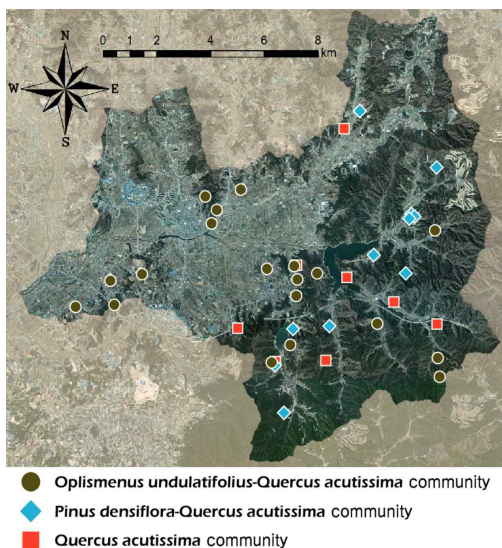 N
W E
S
0 2 4 6 8
km
Oplismenus undulatifolius-Quercus acutissima community
Pinus densiflora-Quercus acutissima community
Quercus acutissima community